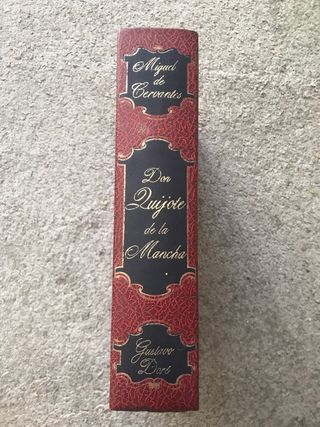 Miguel
de
Cervantes
Don
Quijote
de la
Mancha
Gustavo
Doré